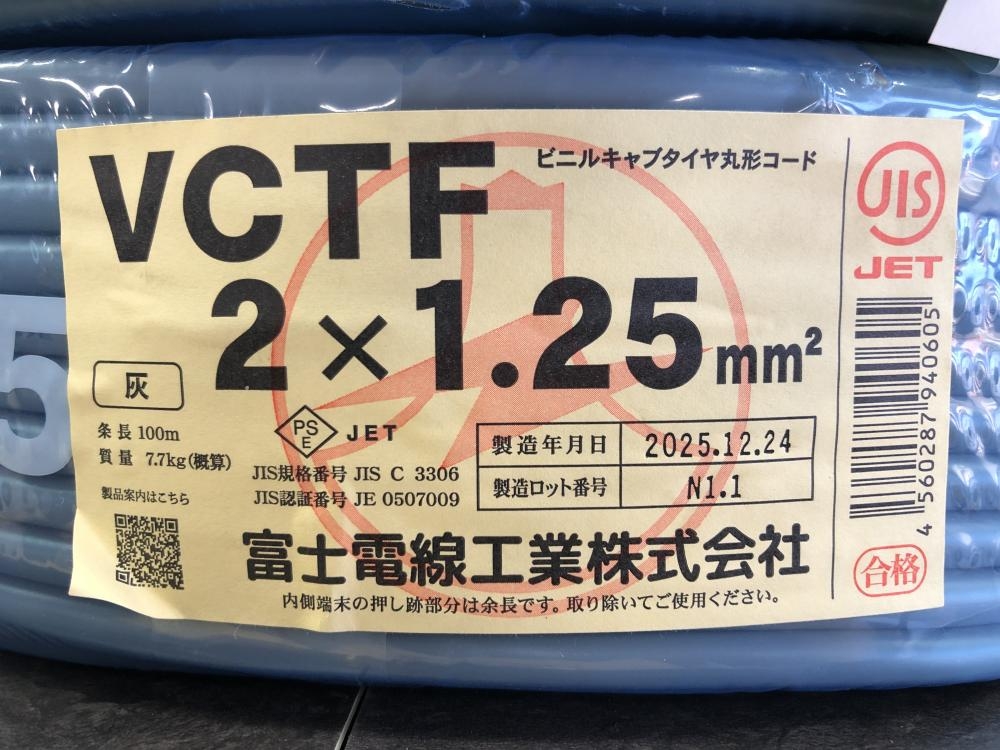 VCTF
ビニルキャブタイヤ丸形コード
2×1.25mm²
灰
条長 100m
質量 7.7kg(概算)
製品案内はこちら
PS
E
JET
JIS規格番号 JIS C 3306
JIS認証番号 JE 0507009
製造年月日 2025.12.24
製造ロット番号 N1.1
富士電線工業株式会社
内側端末の押し跡部分は余長です。取り除いてご使用ください。
JIS
JET
4 560287 940605
合格
5